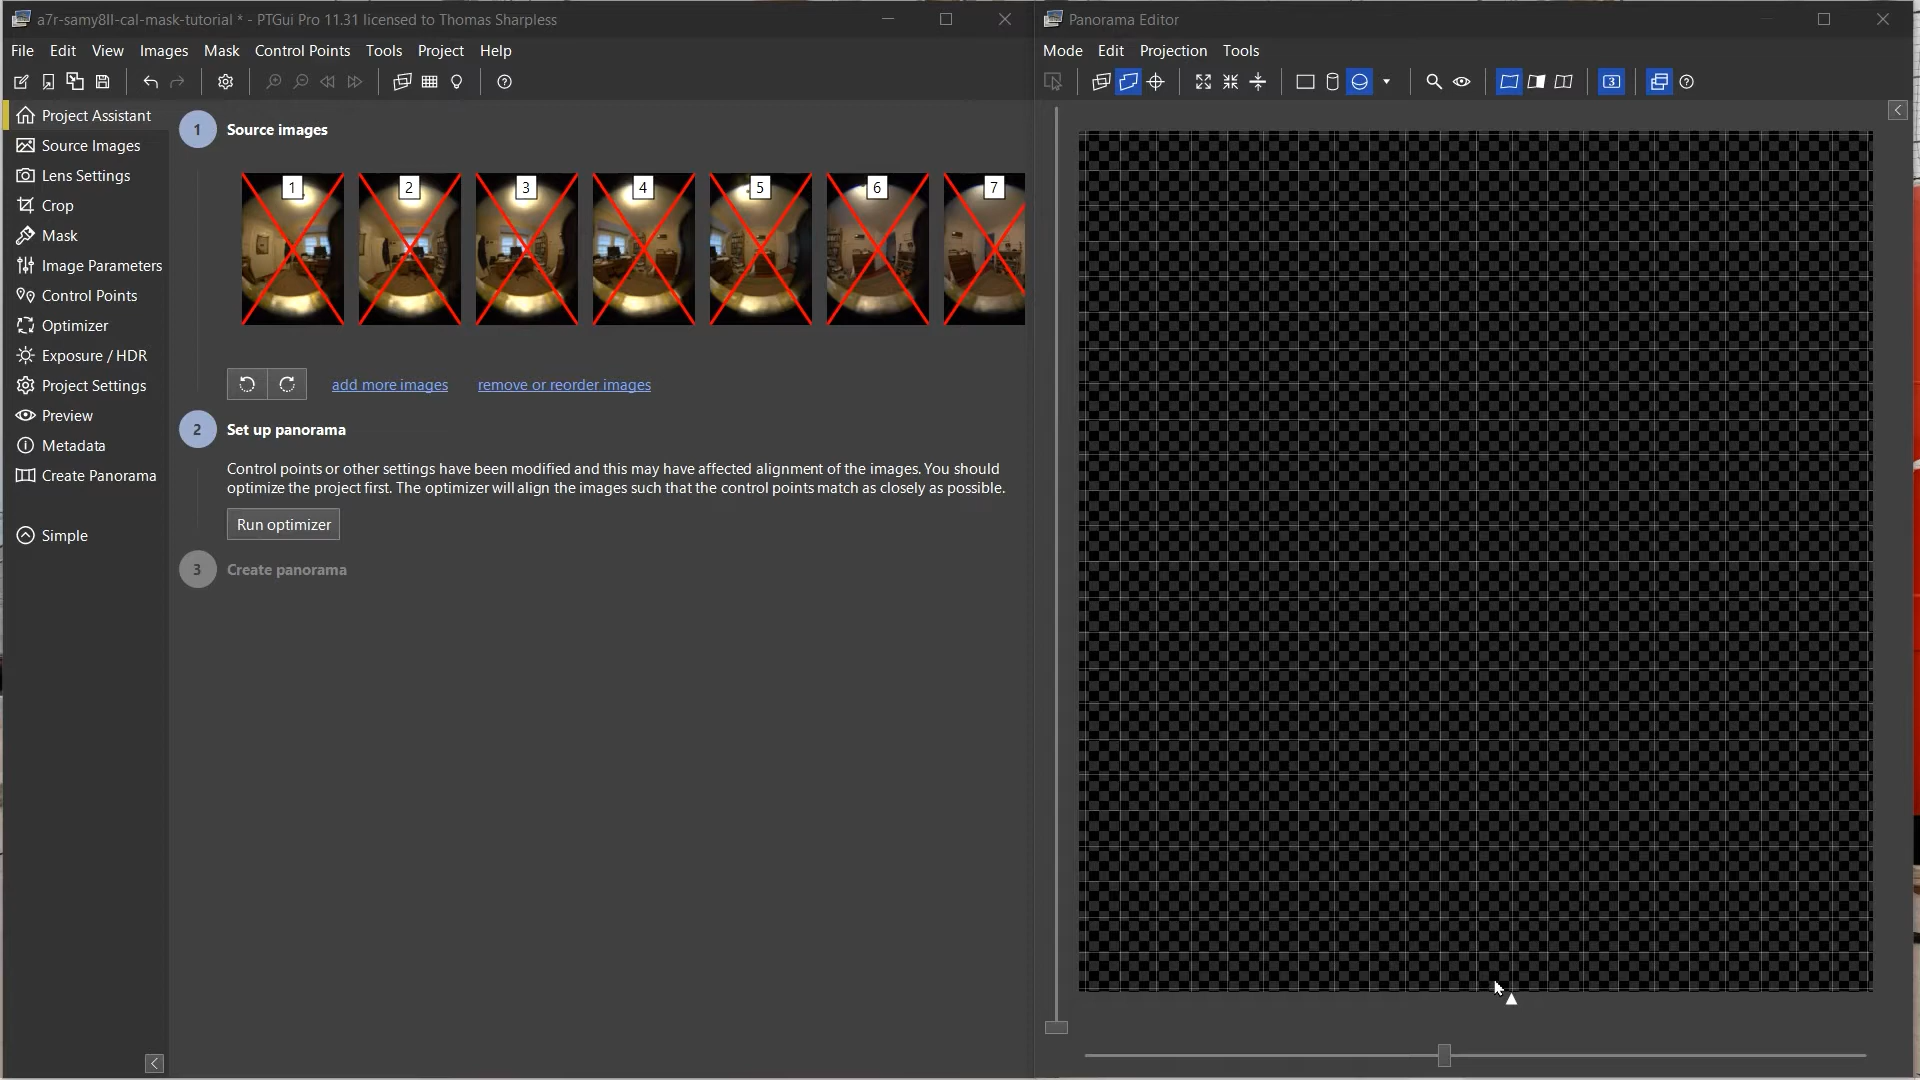 a7r-samy8II-cal-mask-tutorial * - PTGui Pro 11.31 licensed to Thomas Sharpless
File Edit View Images Mask Control Points Tools Project Help
Project Assistant
Source Images
Lens Settings
Crop
Mask
Image Parameters
Control Points
Optimizer
Exposure / HDR
Project Settings
Preview
Metadata
Create Panorama
Simple
1 Source images
1 2 3 4 5 6 7
add more images remove or reorder images
2 Set up panorama
Control points or other settings have been modified and this may have affected alignment of the images. You should
optimize the project first. The optimizer will align the images such that the control points match as closely as possible.
Run optimizer
3 Create panorama
Panorama Editor
Mode Edit Projection Tools
3